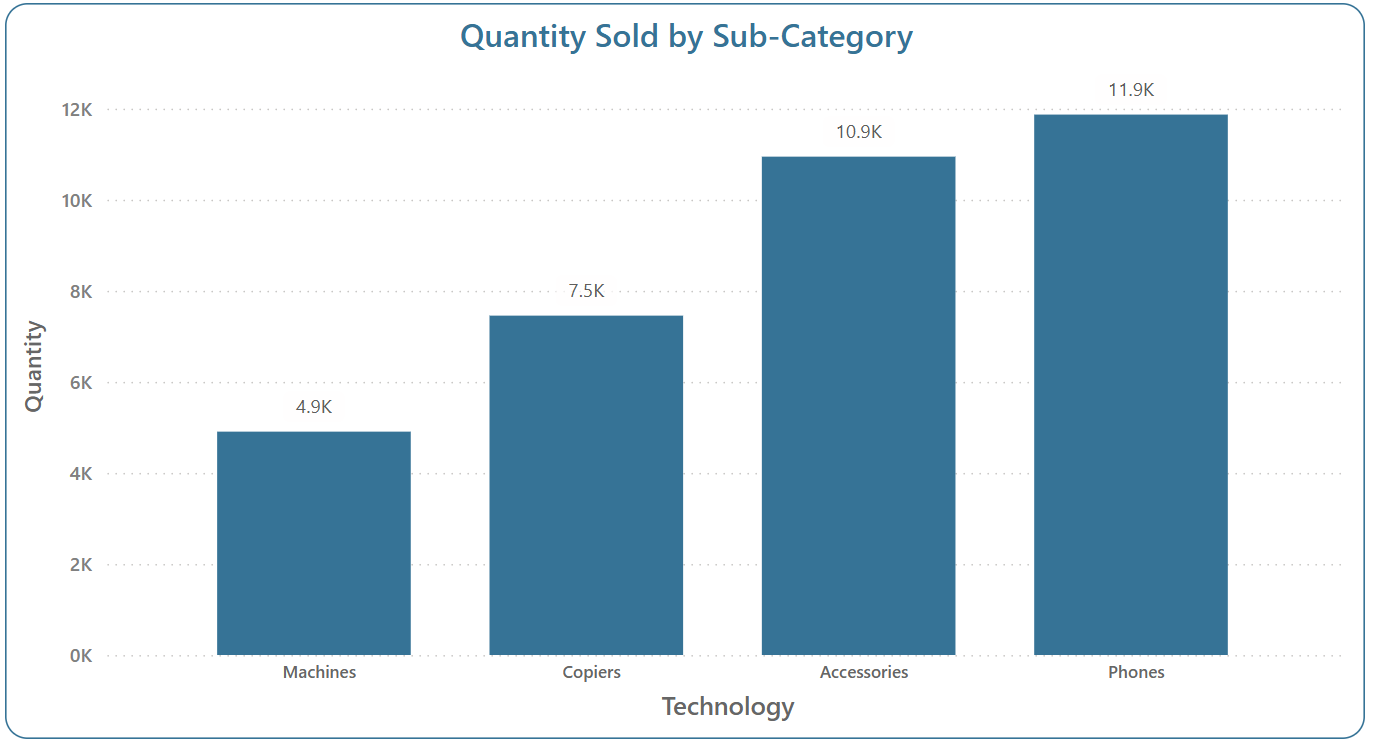 Quantity Sold by Sub-Category
Quantity
12K
10K
8K
6K
4K
2K
0K
4.9K
7.5K
10.9K
11.9K
Machines
Copiers
Accessories
Phones
Technology